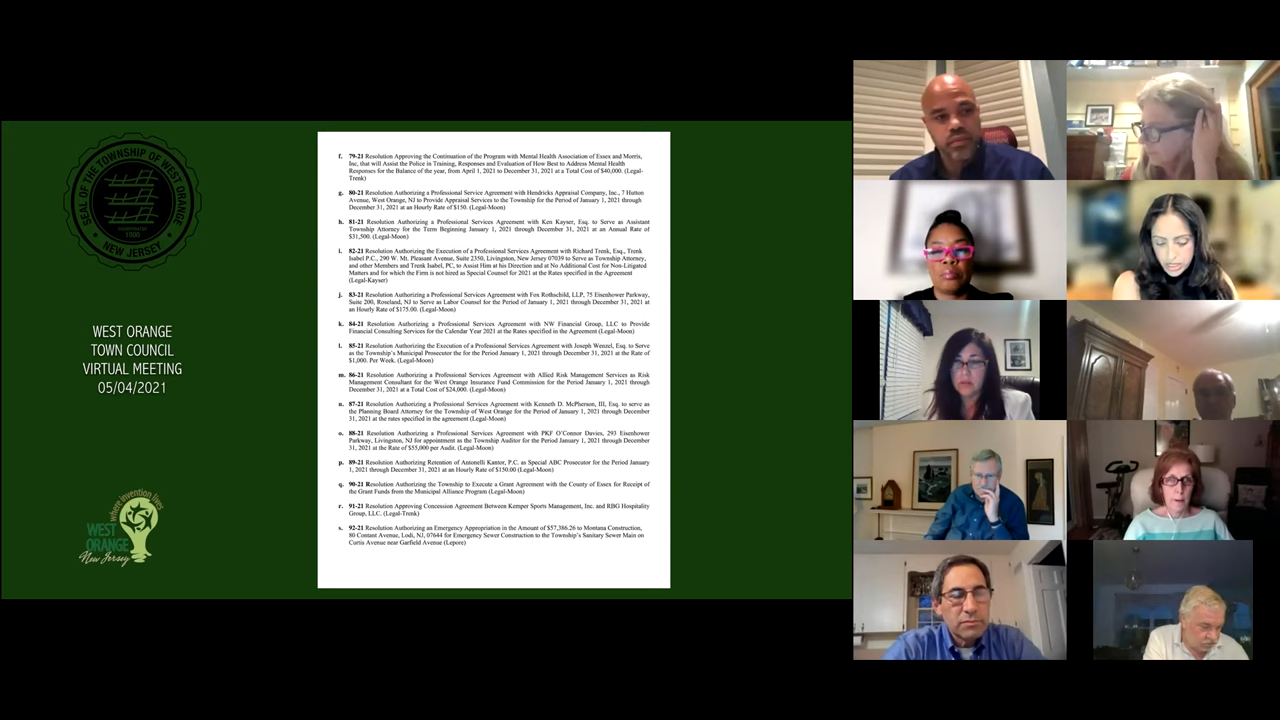 SEAL OF THE TOWNSHIP OF WEST ORANGE
INCORPORATED
1900
NEW JERSEY
WEST ORANGE
TOWN COUNCIL
VIRTUAL MEETING
05/04/2021
where invention lives
WEST
ORANGE
New Jersey
f. 79-21 Resolution Approving the Continuation of the Program with Mental Health Association of Essex and Morris,
Inc, that will Assist the Police in Training, Responses and Evaluation of How Best to Address Mental Health
Responses for the Balance of the year, from April 1, 2021 to December 31, 2021 at a Total Cost of $40,000. (Legal-
Trenk)
g. 80-21 Resolution Authorizing a Professional Service Agreement with Hendricks Appraisal Company, Inc., 7 Hutton
Avenue, West Orange, NJ to Provide Appraisal Services to the Township for the Period of January 1, 2021 through
December 31, 2021 at an Hourly Rate of $150. (Legal-Moon)
h. 81-21 Resolution Authorizing a Professional Services Agreement with Ken Kayser, Esq. to Serve as Assistant
Township Attorney for the Term Beginning January 1, 2021 through December 31, 2021 at an Annual Rate of
$31,500. (Legal-Moon)
i. 82-21 Resolution Authorizing the Execution of a Professional Services Agreement with Richard Trenk, Esq., Trenk
Isabel P.C., 290 W. Mt. Pleasant Avenue, Suite 2350, Livingston, New Jersey 07039 to Serve as Township Attorney,
and other Members and Trenk Isabel, PC, to Assist Him at his Direction and at No Additional Cost for Non-Litigated
Matters and for which the Firm is not hired as Special Counsel for 2021 at the Rates specified in the Agreement
(Legal-Kayser)
j. 83-21 Resolution Authorizing a Professional Services Agreement with Fox Rothschild, LLP, 75 Eisenhower Parkway,
Suite 200, Roseland, NJ to Serve as Labor Counsel for the Period of January 1, 2021 through December 31, 2021 at
an Hourly Rate of $175.00. (Legal-Moon)
k. 84-21 Resolution Authorizing a Professional Services Agreement with NW Financial Group, LLC to Provide
Financial Consulting Services for the Calendar Year 2021 at the Rates specified in the Agreement (Legal-Moon)
l. 85-21 Resolution Authorizing the Execution of a Professional Services Agreement with Joseph Wenzel, Esq. to Serve
as the Township's Municipal Prosecutor the for the Period January 1, 2021 through December 31, 2021 at the Rate of
$1,000. Per Week. (Legal-Moon)
m. 86-21 Resolution Authorizing a Professional Services Agreement with Allied Risk Management Services as Risk
Management Consultant for the West Orange Insurance Fund Commission for the Period January 1, 2021 through
December 31, 2021 at a Total Cost of $24,000. (Legal-Moon)
n. 87-21 Resolution Authorizing a Professional Services Agreement with Kenneth D. McPherson, III, Esq. to serve as
the Planning Board Attorney for the Township of West Orange for the Period of January 1, 2021 through December
31, 2021 at the rates specified in the agreement (Legal-Moon)
o. 88-21 Resolution Authorizing a Professional Services Agreement with PKF O'Connor Davies, 293 Eisenhower
Parkway, Livingston, NJ for appointment as the Township Auditor for the Period January 1, 2021 through December
31, 2021 at the Rate of $55,000 per Audit. (Legal-Moon)
p. 89-21 Resolution Authorizing Retention of Antonelli Kantor, P.C. as Special ABC Prosecutor for the Period January
1, 2021 through December 31, 2021 at an Hourly Rate of $150.00 (Legal-Moon)
q. 90-21 Resolution Authorizing the Township to Execute a Grant Agreement with the County of Essex for Receipt of
the Grant Funds from the Municipal Alliance Program (Legal-Moon)
r. 91-21 Resolution Approving Concession Agreement Between Kemper Sports Management, Inc. and RBG Hospitality
Group, LLC. (Legal-Trenk)
s. 92-21 Resolution Authorizing an Emergency Appropriation in the Amount of $57,386.26 to Montana Construction,
80 Contant Avenue, Lodi, NJ, 07644 for Emergency Sewer Construction to the Township's Sanitary Sewer Main on
Curtis Avenue near Garfield Avenue (Lepore)